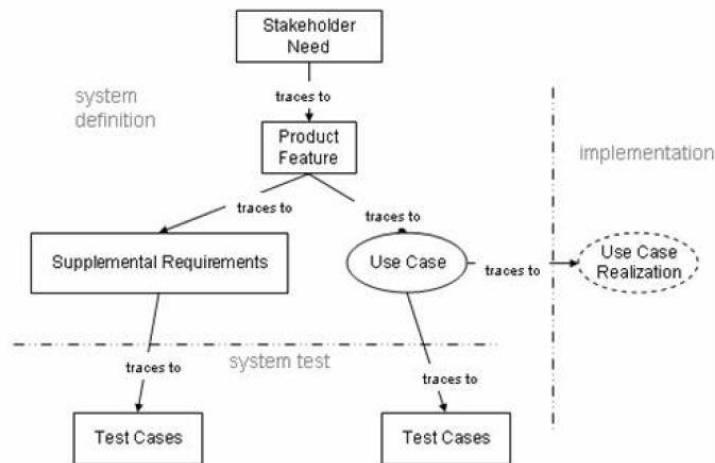 Stakeholder
Need
traces to
system
definition
Product
Feature
implementation
traces to
traces to
Supplemental Requirements
Use Case
traces to
Use Case
Realization
system test
traces to
traces to
Test Cases
Test Cases